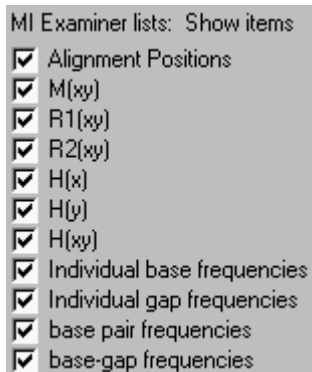 MI Examiner lists: Show items
Alignment Positions
M(xy)
R1(xy)
R2(xy)
H(x)
H(y)
H(xy)
Individual base frequencies
Individual gap frequencies
base pair frequencies
base-gap frequencies